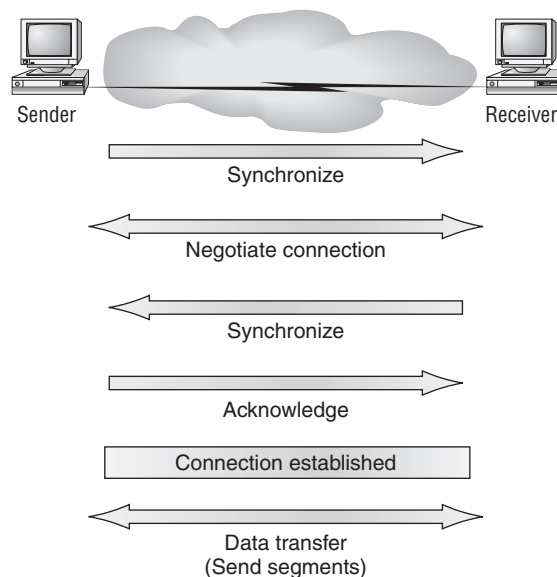 Sender
Receiver
Synchronize
Negotiate connection
Synchronize
Acknowledge
Connection established
Data transfer
(Send segments)